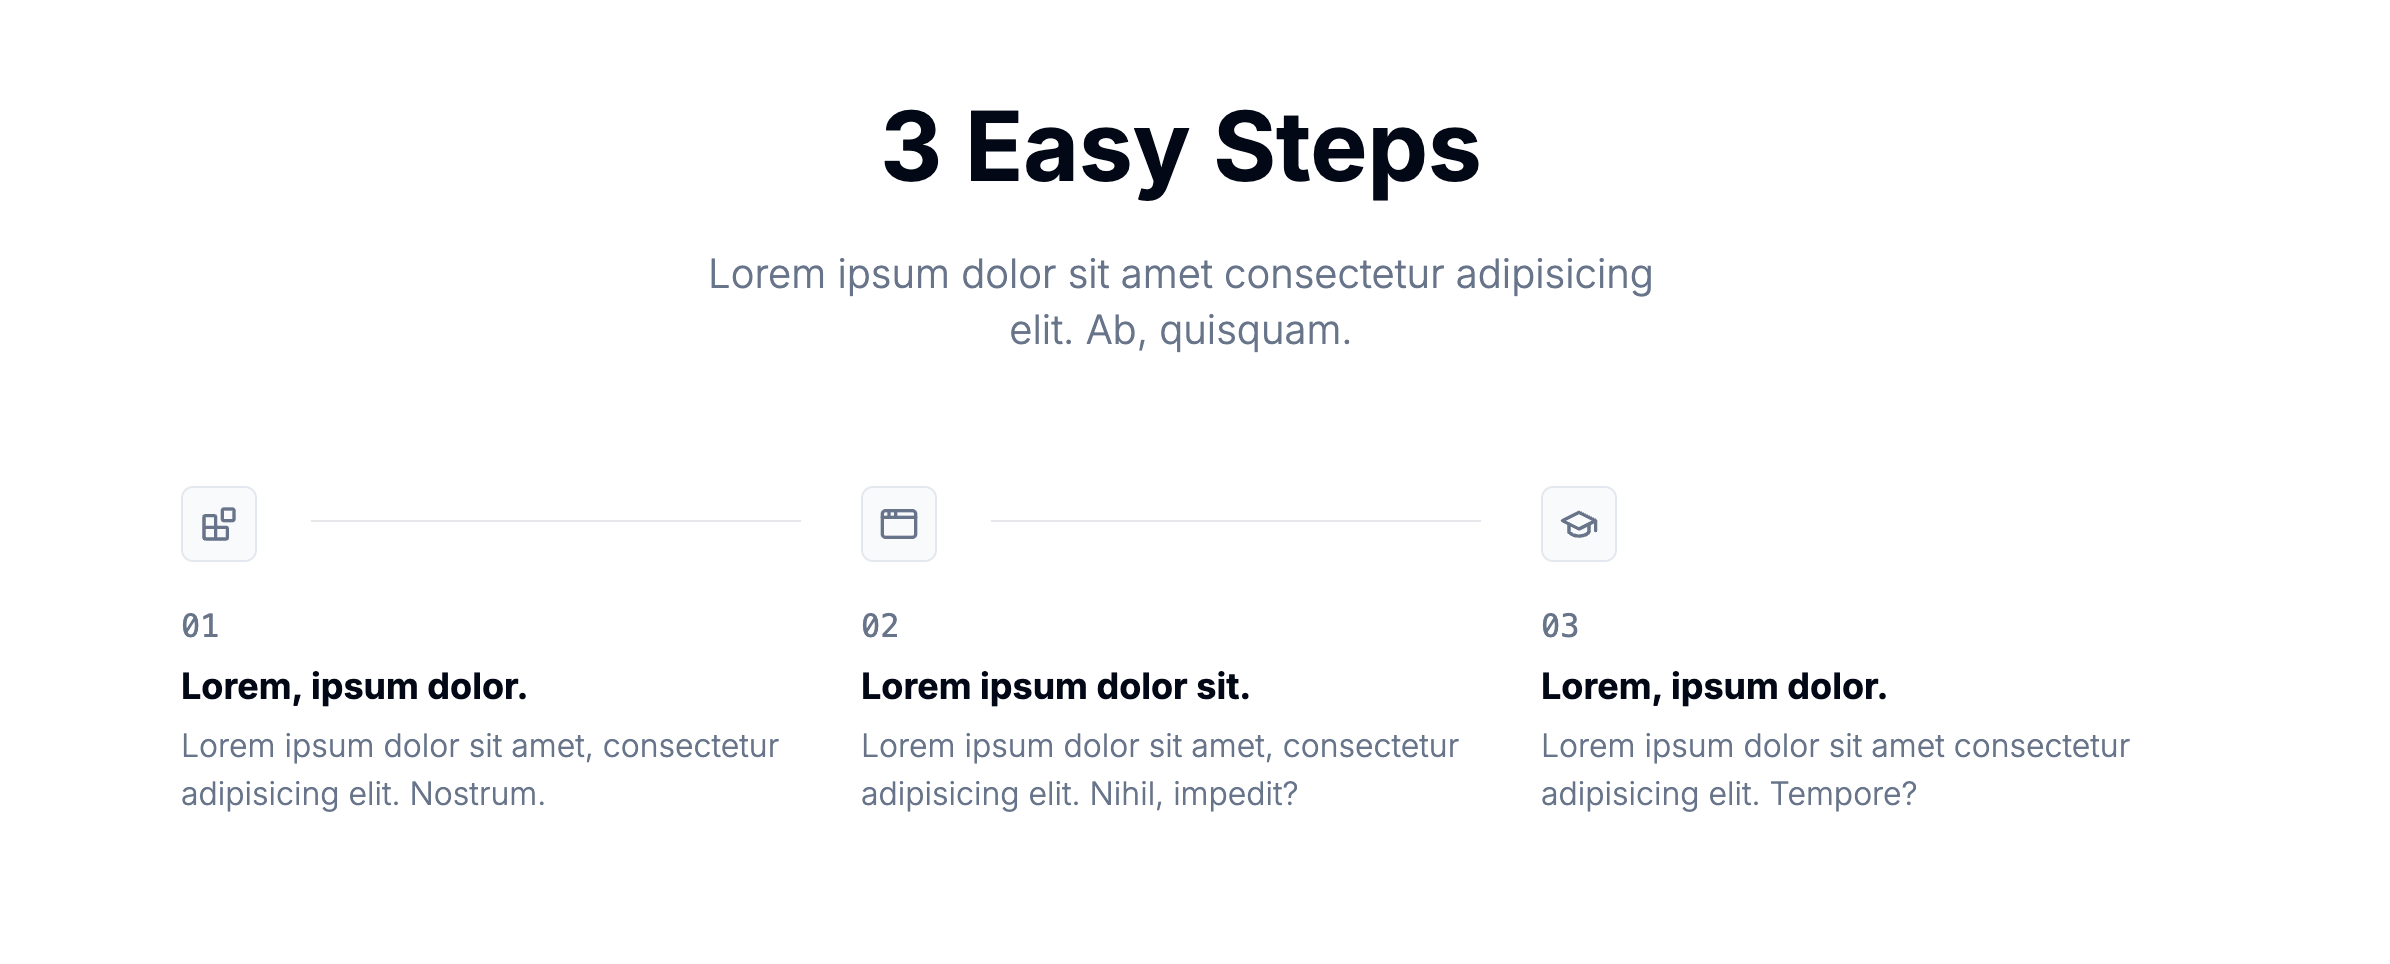 3 Easy Steps
Lorem ipsum dolor sit amet consectetur adipisicing
elit. Ab, quisquam.
01
Lorem, ipsum dolor.
Lorem ipsum dolor sit amet, consectetur
adipisicing elit. Nostrum.
02
Lorem ipsum dolor sit.
Lorem ipsum dolor sit amet, consectetur
adipisicing elit. Nihil, impedit?
03
Lorem, ipsum dolor.
Lorem ipsum dolor sit amet consectetur
adipisicing elit. Tempore?